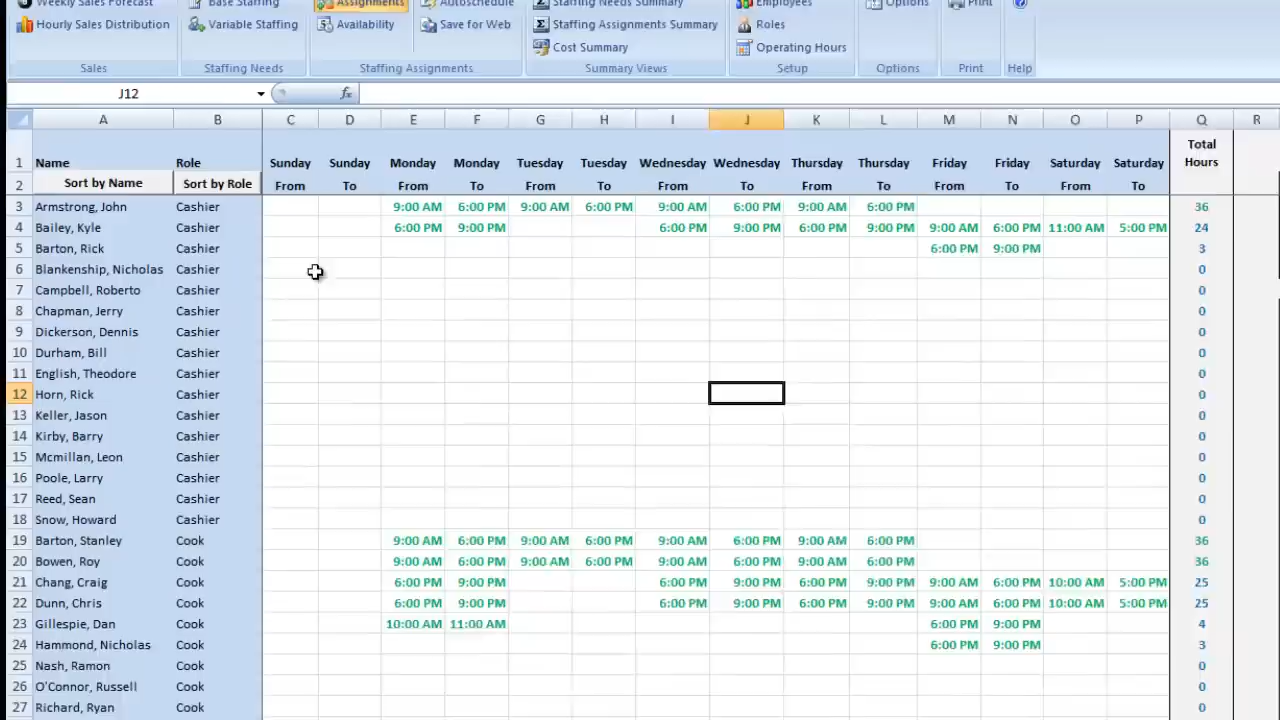 Weekly Sales Forecast Base Staffing Assignments Autoschedule Staffing Needs Summary Employees Options Print
Hourly Sales Distribution Variable Staffing Availability Save for Web Staffing Assignments Summary Roles
Cost Summary Operating Hours
Sales Staffing Needs Staffing Assignments Summary Views Setup Options Print Help
J12 fx
A B C D E F G H I J K L M N O P Q R
Total
1 Name Role Sunday Sunday Monday Monday Tuesday Tuesday Wednesday Wednesday Thursday Thursday Friday Friday Saturday Saturday Hours
2 Sort by Name Sort by Role From To From To From To From To From To From To From To
3 Armstrong, John Cashier 9:00 AM 6:00 PM 9:00 AM 6:00 PM 9:00 AM 6:00 PM 9:00 AM 6:00 PM 36
4 Bailey, Kyle Cashier 6:00 PM 9:00 PM 6:00 PM 9:00 PM 6:00 PM 9:00 PM 9:00 AM 6:00 PM 11:00 AM 5:00 PM 24
5 Barton, Rick Cashier 6:00 PM 9:00 PM 3
6 Blankenship, Nicholas Cashier 0
7 Campbell, Roberto Cashier 0
8 Chapman, Jerry Cashier 0
9 Dickerson, Dennis Cashier 0
10 Durham, Bill Cashier 0
11 English, Theodore Cashier 0
12 Horn, Rick Cashier 0
13 Keller, Jason Cashier 0
14 Kirby, Barry Cashier 0
15 Mcmillan, Leon Cashier 0
16 Poole, Larry Cashier 0
17 Reed, Sean Cashier 0
18 Snow, Howard Cashier 0
19 Barton, Stanley Cook 9:00 AM 6:00 PM 9:00 AM 6:00 PM 9:00 AM 6:00 PM 9:00 AM 6:00 PM 36
20 Bowen, Roy Cook 9:00 AM 6:00 PM 9:00 AM 6:00 PM 9:00 AM 6:00 PM 9:00 AM 6:00 PM 36
21 Chang, Craig Cook 6:00 PM 9:00 PM 6:00 PM 9:00 PM 6:00 PM 9:00 PM 9:00 AM 6:00 PM 10:00 AM 5:00 PM 25
22 Dunn, Chris Cook 6:00 PM 9:00 PM 6:00 PM 9:00 PM 6:00 PM 9:00 PM 9:00 AM 6:00 PM 10:00 AM 5:00 PM 25
23 Gillespie, Dan Cook 10:00 AM 11:00 AM 6:00 PM 9:00 PM 4
24 Hammond, Nicholas Cook 6:00 PM 9:00 PM 3
25 Nash, Ramon Cook 0
26 O'Connor, Russell Cook 0
27 Richard, Ryan Cook 0